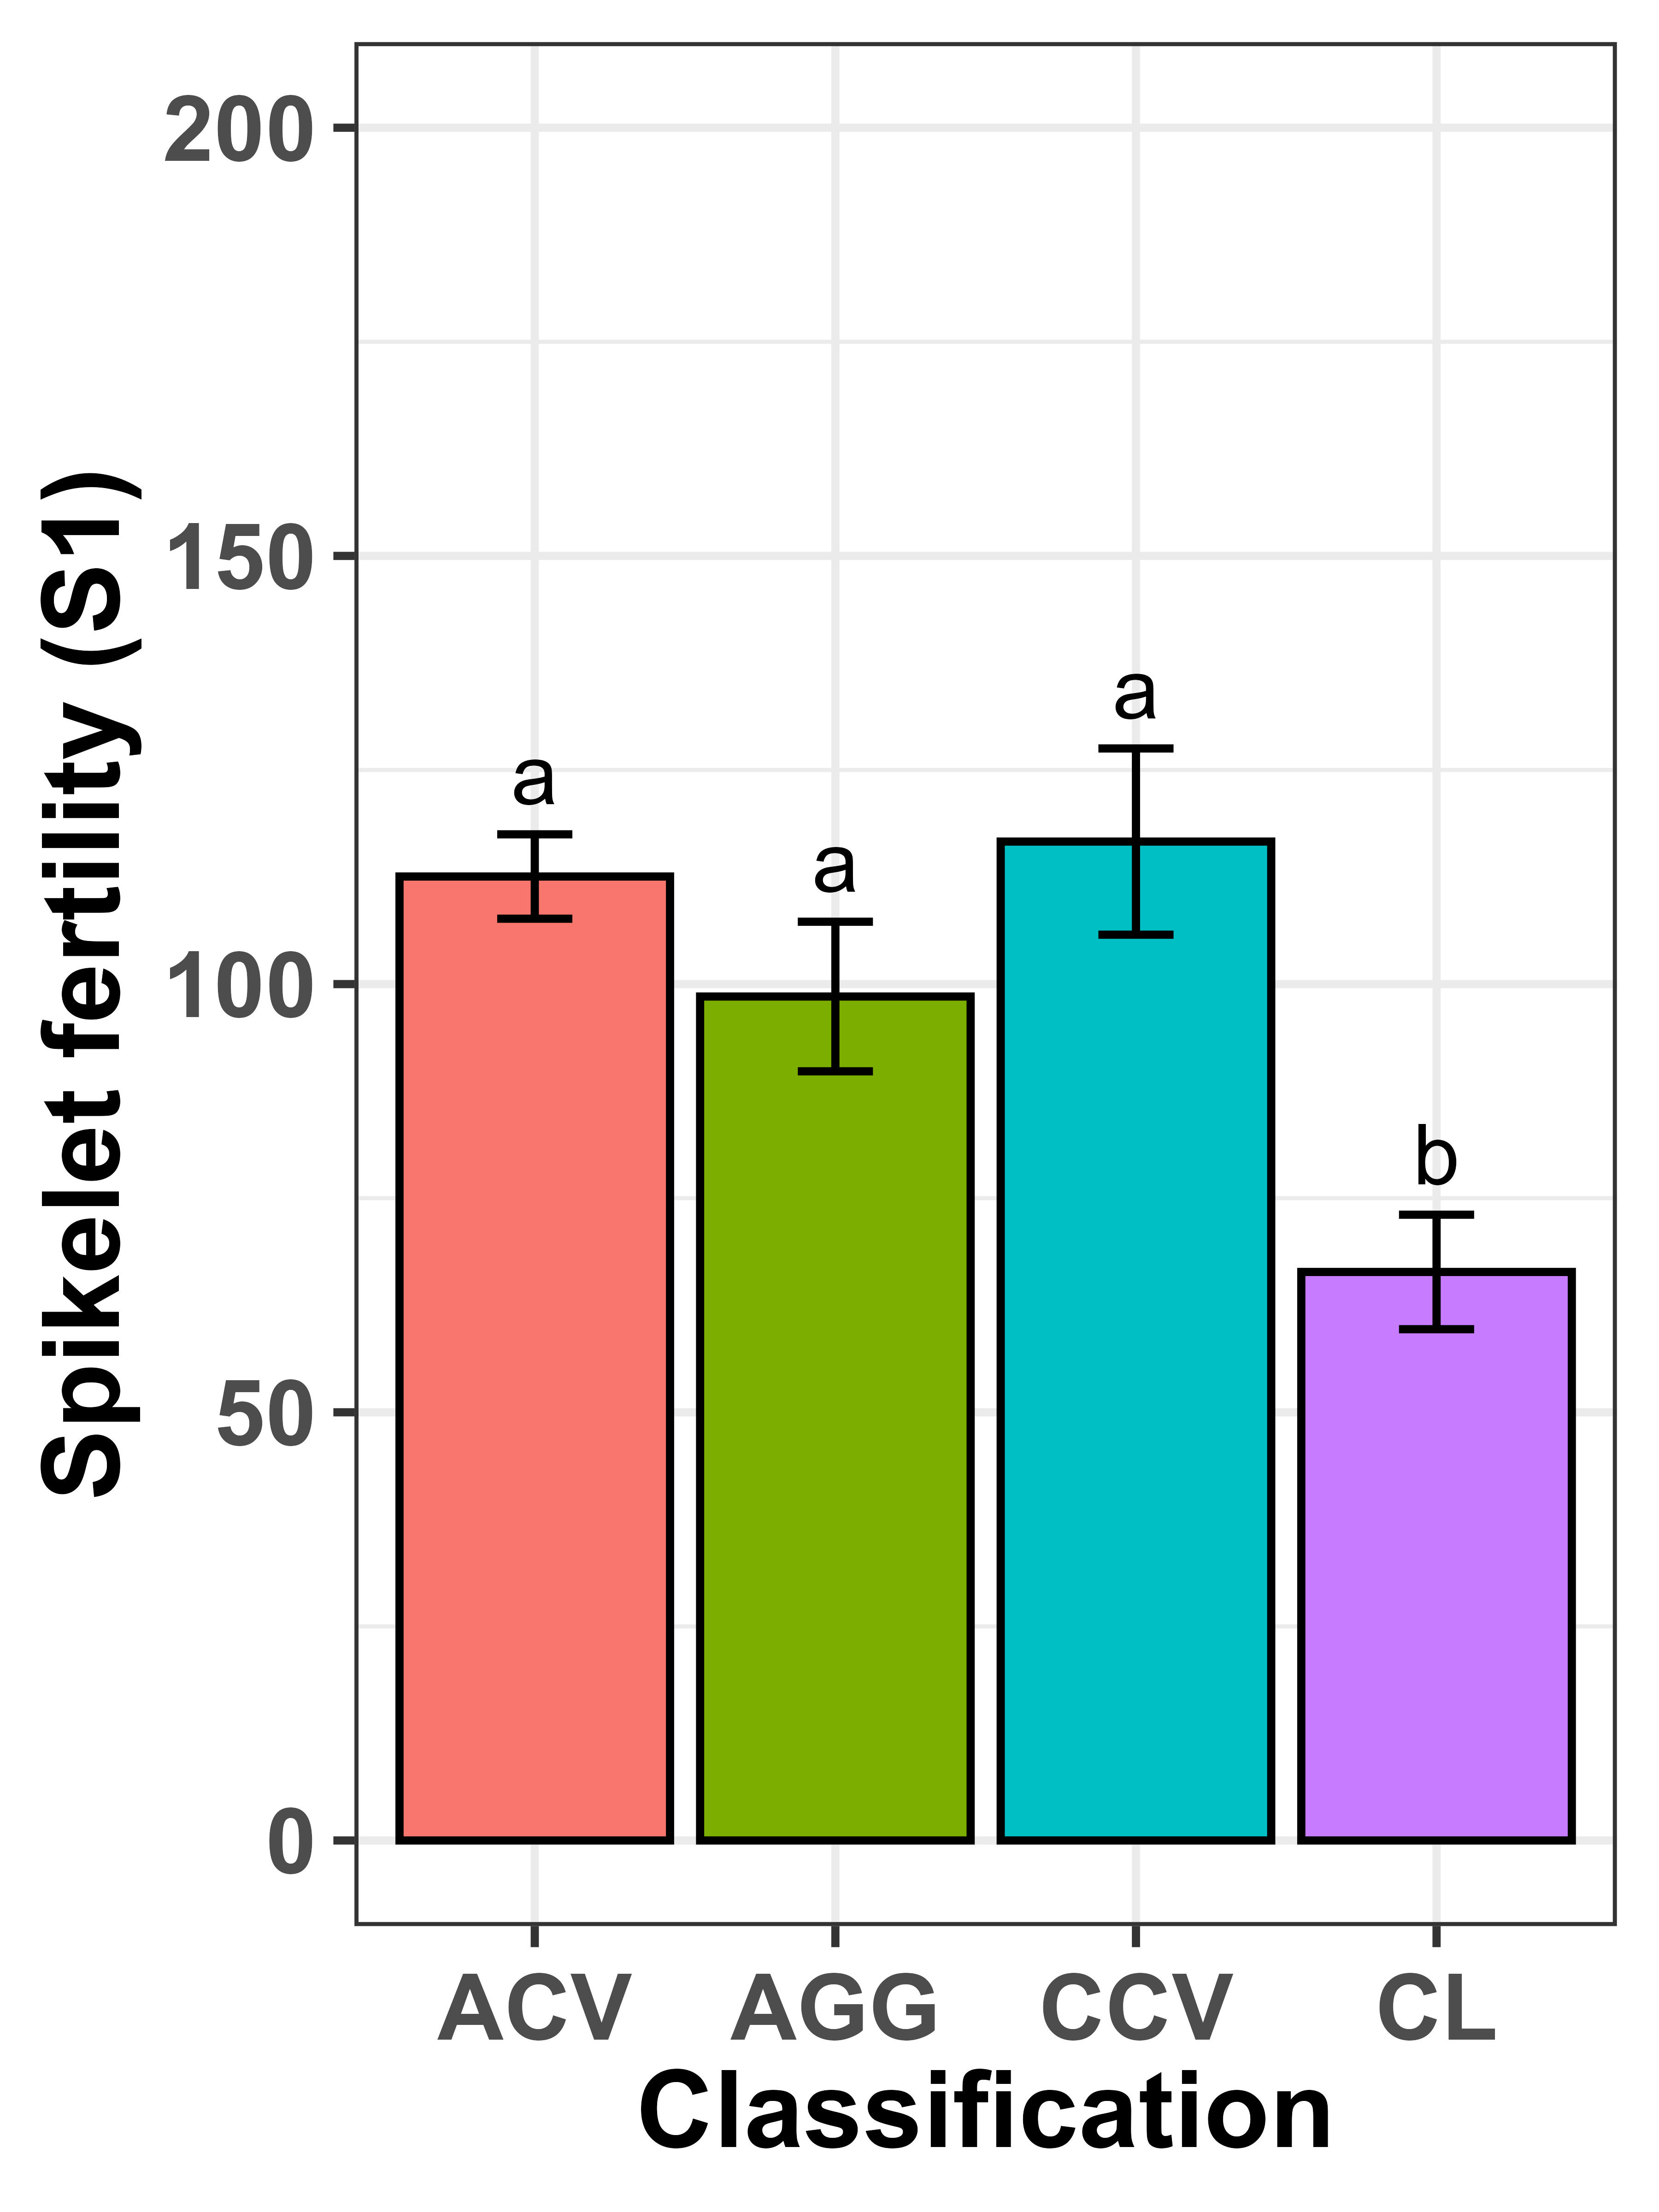 Spikelet fertility (S1)
200
150
100
50
0
a
a
a
b
ACV AGG CCV CL
Classification